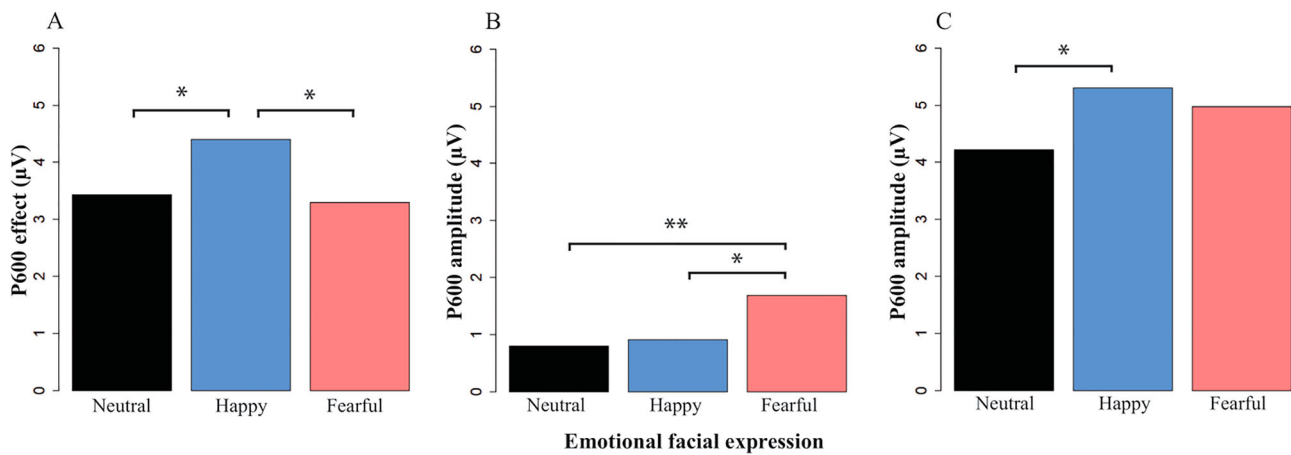 A
P600 effect (µV)
6
5
4
3
2
1
0
*
*
Neutral Happy Fearful
B
P600 amplitude (µV)
6
5
4
3
2
1
0
**
*
Neutral Happy Fearful
C
P600 amplitude (µV)
6
5
4
3
2
1
0
*
Neutral Happy Fearful
Emotional facial expression